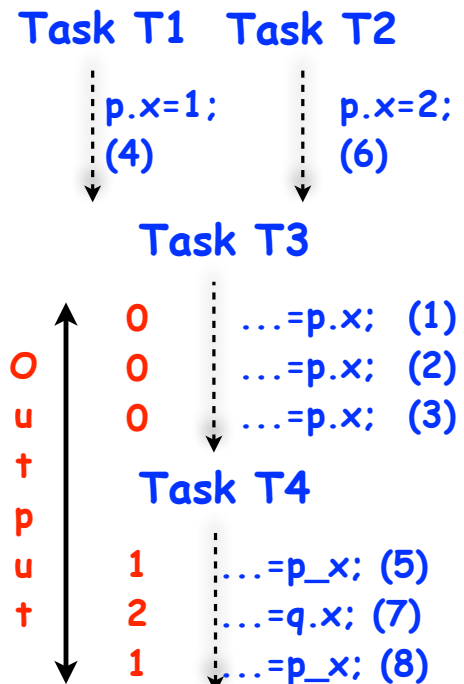 Task T1 Task T2
p.x=1; p.x=2;
(4) (6)
Task T3
0 ...=p.x; (1)
0 ...=p.x; (2)
0 ...=p.x; (3)
Output
Task T4
1 ...=p_x; (5)
2 ...=q.x; (7)
1 ...=p_x; (8)